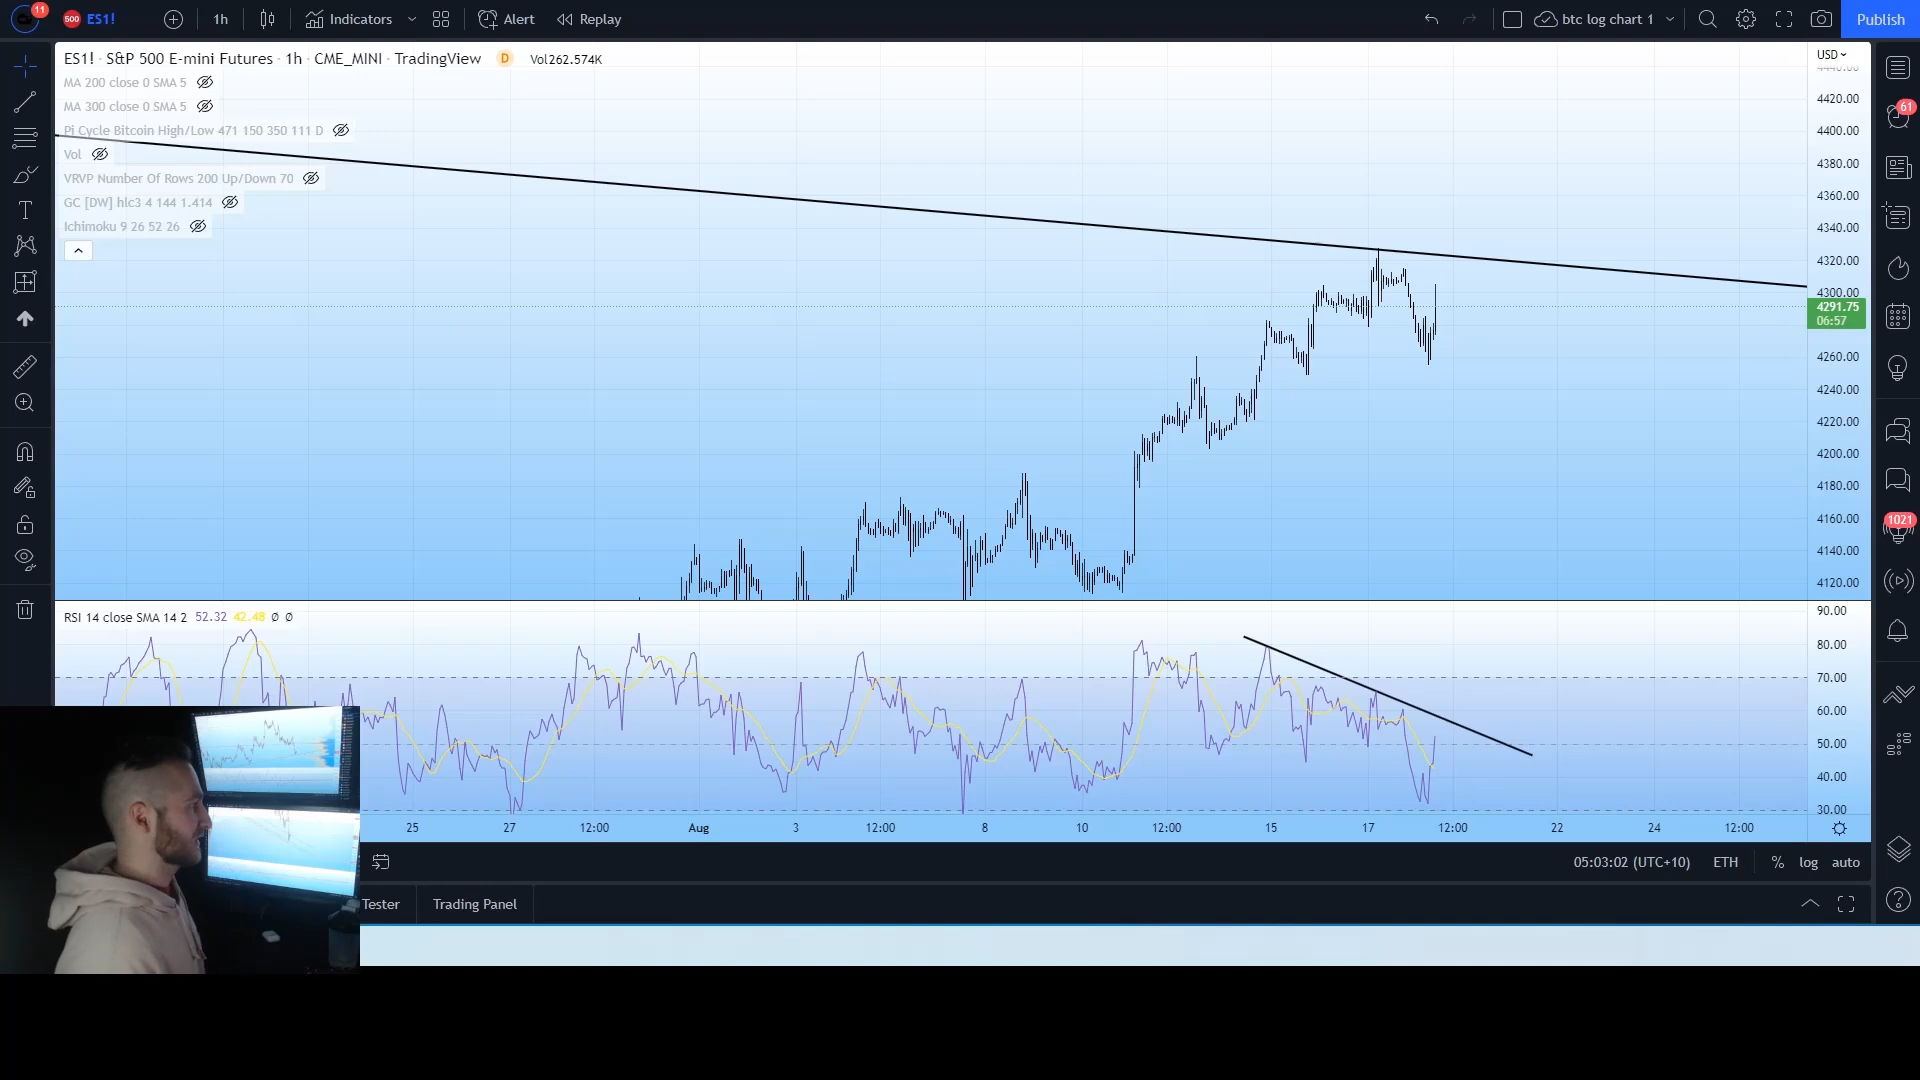 11
500 ES1!
1h
Indicators
Alert
Replay
btc log chart 1
Publish
ES1! · S&P 500 E-mini Futures · 1h · CME_MINI · TradingView D Vol262.574K
USD
MA 200 close 0 SMA 5
MA 300 close 0 SMA 5
Pi Cycle Bitcoin High/Low 471 150 350 111 D
Vol
VRVP Number Of Rows 200 Up/Down 70
GC [DW] hlc3 4 144 1.414
Ichimoku 9 26 52 26
4440.00
4420.00
4400.00
4380.00
4360.00
4340.00
4320.00
4300.00
4291.75
06:57
4260.00
4240.00
4220.00
4200.00
4180.00
4160.00
4140.00
4120.00
61
1021
RSI 14 close SMA 14 2 52.32 42.48 Ø Ø
90.00
80.00
70.00
60.00
50.00
40.00
30.00
25 27 12:00 Aug 3 12:00 8 10 12:00 15 17 12:00 22 24 12:00
05:03:02 (UTC+10) ETH % log auto
Tester Trading Panel